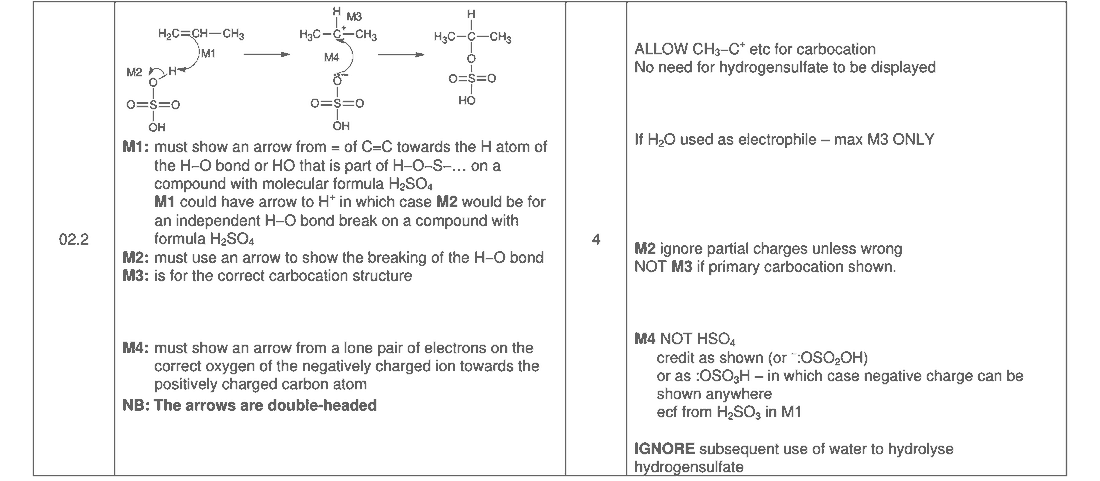 H M3
H₂C=CH—CH₃ H₃C—C⁺—CH₃ H₃C—C—CH₃
H
M1
M4
M2 H
O O⁻ O
O=S=O O=S=O O=S=O
OH OH HO
02.2
M1: must show an arrow from = of C=C towards the H atom of
the H–O bond or HO that is part of H–O–S–… on a
compound with molecular formula H₂SO₄
M1 could have arrow to H⁺ in which case M2 would be for
an independent H–O bond break on a compound with
formula H₂SO₄
M2: must use an arrow to show the breaking of the H–O bond
M3: is for the correct carbocation structure
M4: must show an arrow from a lone pair of electrons on the
correct oxygen of the negatively charged ion towards the
positively charged carbon atom
NB: The arrows are double-headed
4
ALLOW CH₃–C⁺ etc for carbocation
No need for hydrogensulfate to be displayed
If H₂O used as electrophile – max M3 ONLY
M2 ignore partial charges unless wrong
NOT M3 if primary carbocation shown.
M4 NOT HSO₄
credit as shown (or ⁻:OSO₂OH)
or as :OSO₃H – in which case negative charge can be
shown anywhere
ecf from H₂SO₃ in M1
IGNORE subsequent use of water to hydrolyse
hydrogensulfate